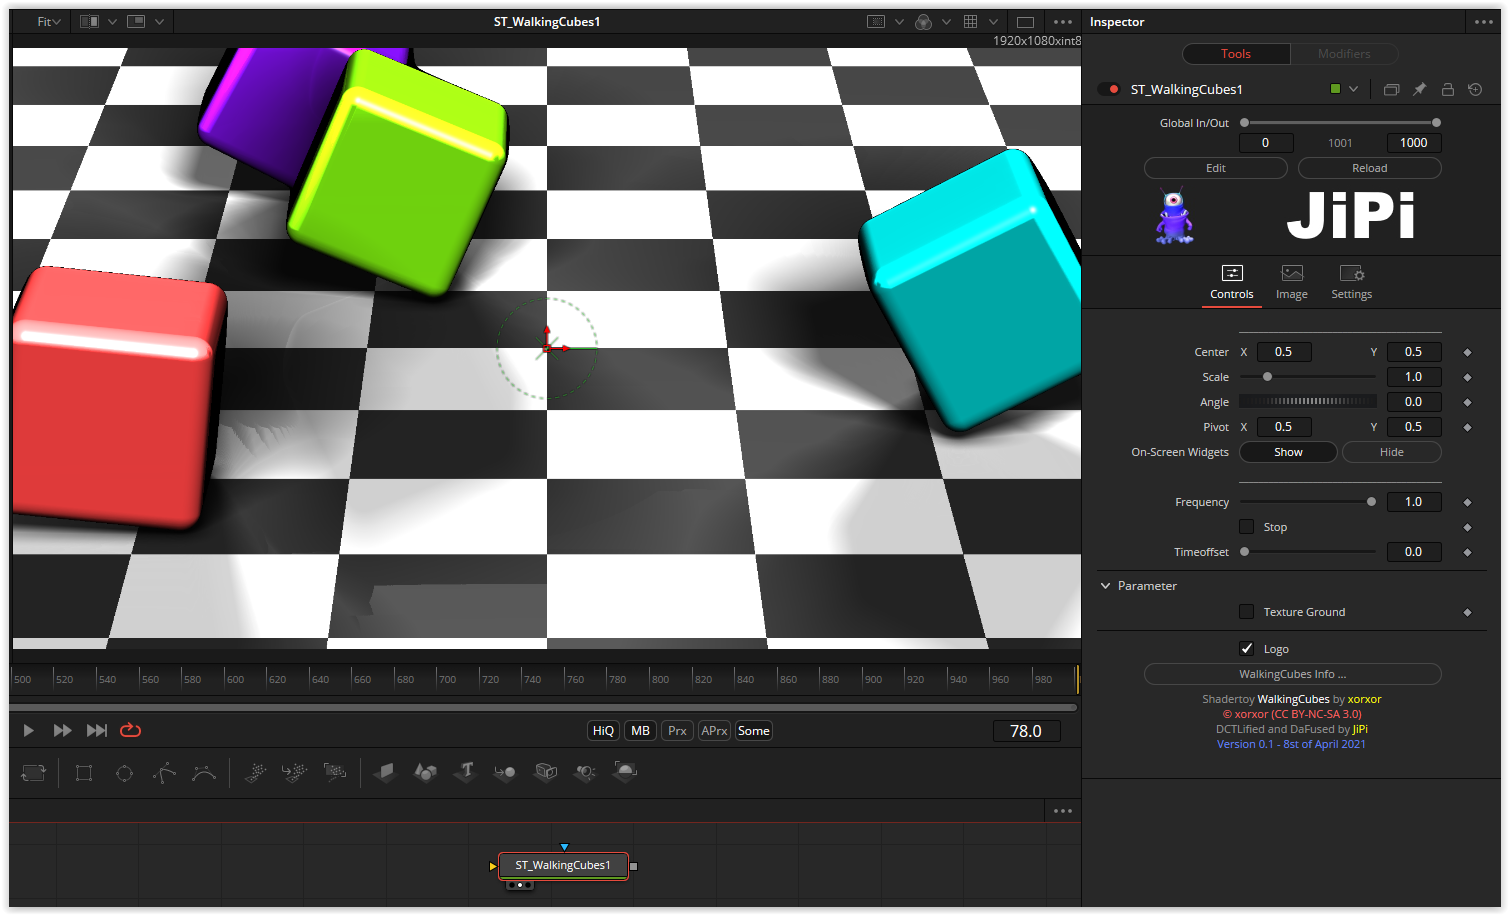 Fit
ST_WalkingCubes1
Inspector
1920x1080xint8
Tools
Modifiers
ST_WalkingCubes1
Global In/Out
0
1001
1000
Edit
Reload
JiPi
Controls
Image
Settings
Center X 0.5 Y 0.5
Scale 1.0
Angle 0.0
Pivot X 0.5 Y 0.5
On-Screen Widgets Show Hide
Frequency 1.0
Stop
Timeoffset 0.0
Parameter
Texture Ground
Logo
WalkingCubes Info ...
Shadertoy WalkingCubes by xorxor
© xorxor (CC BY-NC-SA 3.0)
DCTLified and DaFused by JiPi
Version 0.1 - 8st of April 2021
500 520 540 560 580 600 620 640 660 680 700 720 740 760 780 800 820 840 860 880 900 920 940 960 980
HiQ MB Prx APrx Some
78.0
T
ST_WalkingCubes1